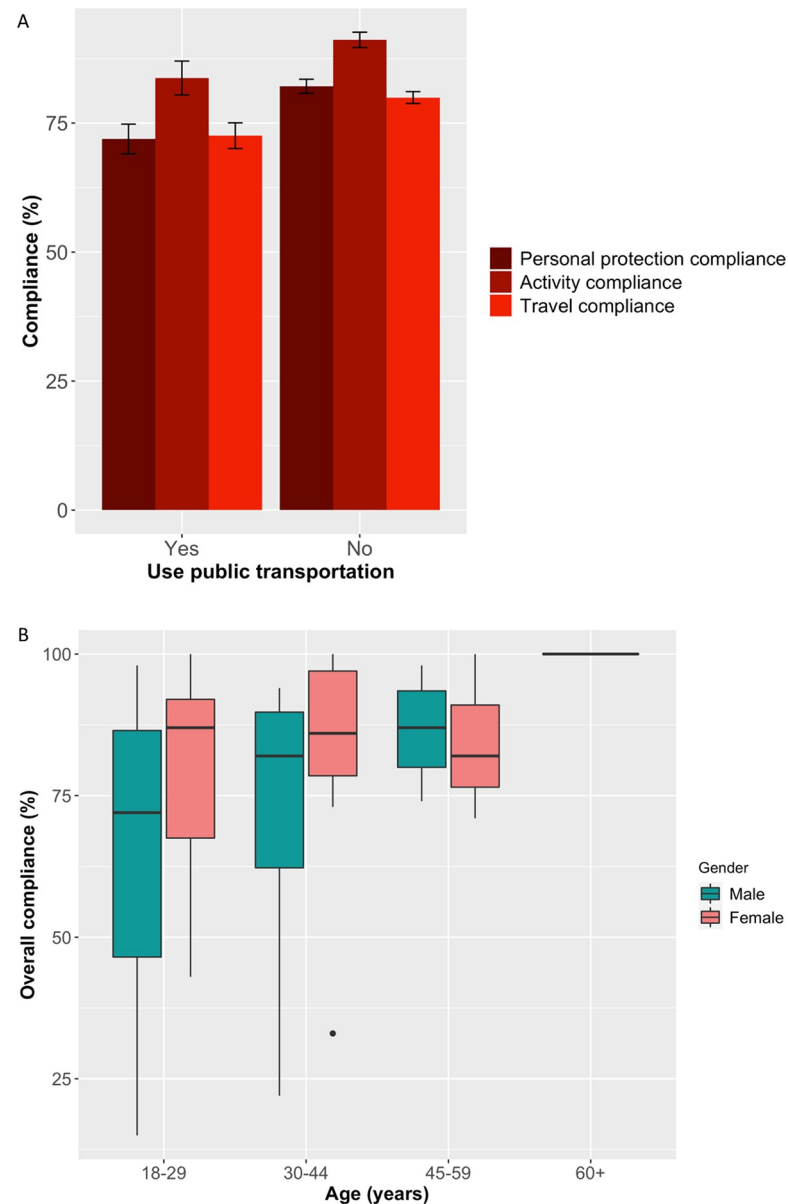 A
75
50
25
0
Compliance (%)
Yes
No
Use public transportation
Personal protection compliance
Activity compliance
Travel compliance
B
100
75
50
25
Overall compliance (%)
18-29
30-44
45-59
60+
Age (years)
Gender
Male
Female